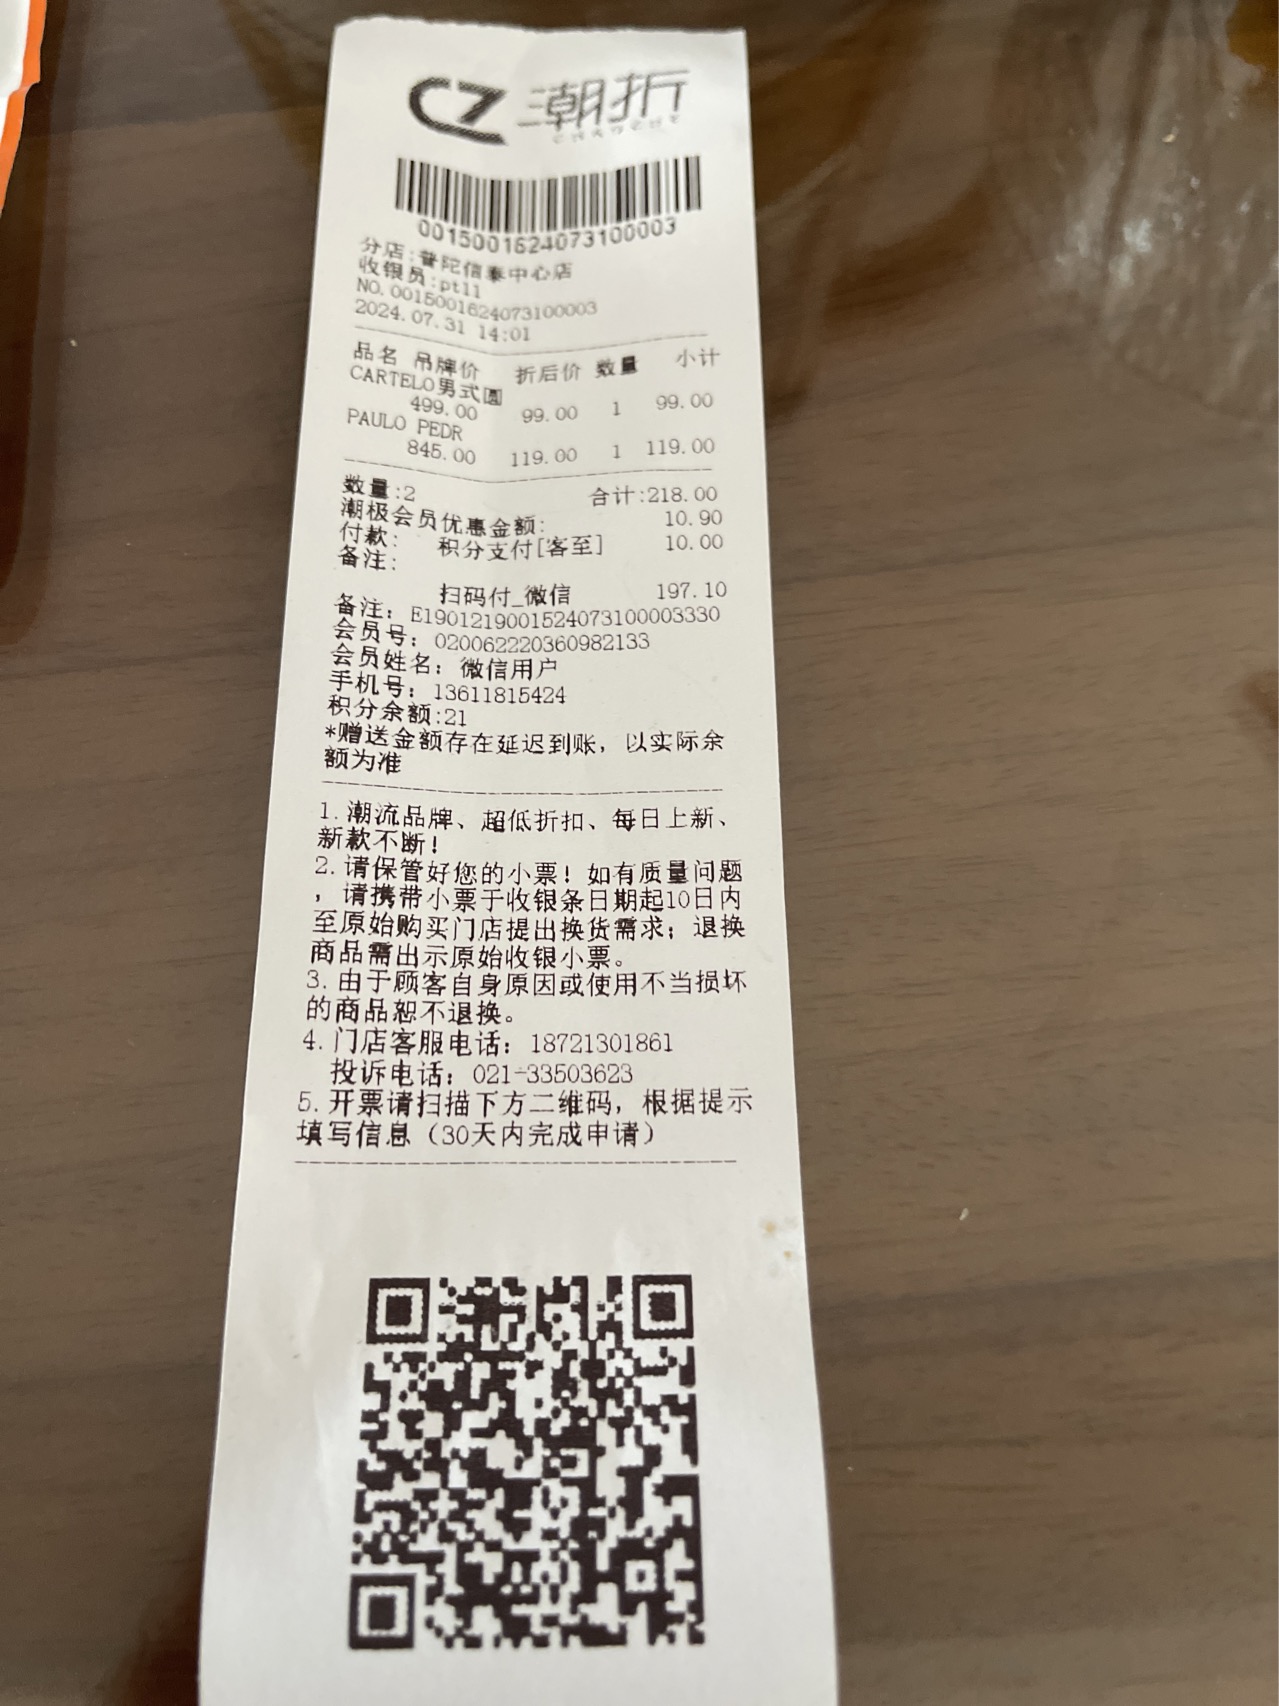 CZ 潮折
CHAOZHE
0015001624073100003
分店:普陀信泰中心店
收银员:pt11
NO.0015001624073100003
2024.07.31 14:01
品名 吊牌价 折后价 数量 小计
CARTELO男式圆
499.00 99.00 1 99.00
PAULO PEDR
845.00 119.00 1 119.00
数量:2 合计:218.00
潮极会员优惠金额: 10.90
付款: 积分支付[客至] 10.00
备注:
扫码付_微信 197.10
备注: E1901219001524073100003330
会员号: 020062220360982133
会员姓名: 微信用户
手机号: 13611815424
积分余额:21
*赠送金额存在延迟到账，以实际余
额为准
1.潮流品牌、超低折扣、每日上新、
新款不断!
2.请保管好您的小票!如有质量问题
，请携带小票于收银条日期起10日内
至原始购买门店提出换货需求；退换
商品需出示原始收银小票。
3.由于顾客自身原因或使用不当损坏
的商品恕不退换。
4.门店客服电话：18721301861
投诉电话：021-33503623
5.开票请扫描下方二维码，根据提示
填写信息（30天内完成申请）